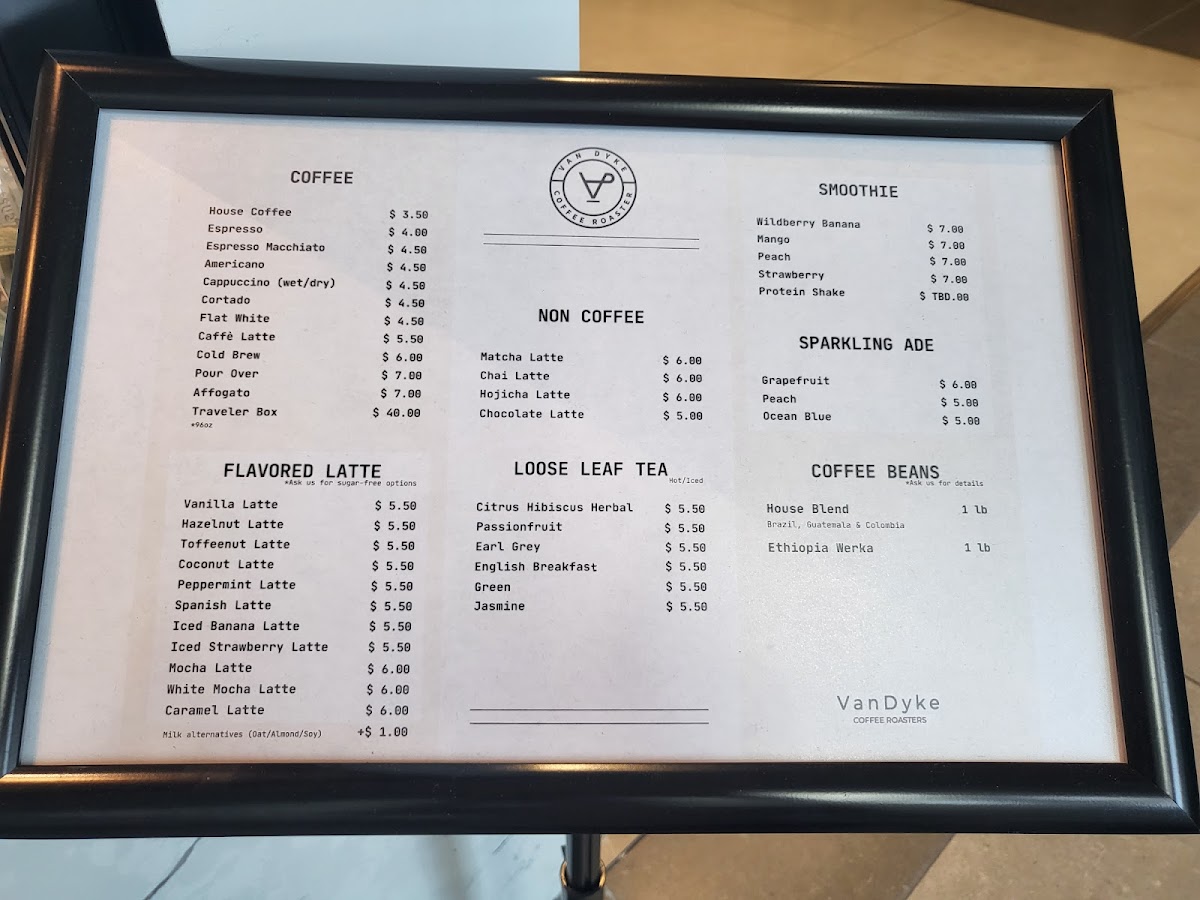 COFFEE
House Coffee $ 3.50
Espresso $ 4.00
Espresso Macchiato $ 4.50
Americano $ 4.50
Cappuccino (wet/dry) $ 4.50
Cortado $ 4.50
Flat White $ 4.50
Caffè Latte $ 5.50
Cold Brew $ 6.00
Pour Over $ 7.00
Affogato $ 7.00
Traveler Box $ 40.00
*96oz
FLAVORED LATTE
*Ask us for sugar-free options
Vanilla Latte $ 5.50
Hazelnut Latte $ 5.50
Toffeenut Latte $ 5.50
Coconut Latte $ 5.50
Peppermint Latte $ 5.50
Spanish Latte $ 5.50
Iced Banana Latte $ 5.50
Iced Strawberry Latte $ 5.50
Mocha Latte $ 6.00
White Mocha Latte $ 6.00
Caramel Latte $ 6.00
Milk alternatives (Oat/Almond/Soy) +$ 1.00
VAN DYKE
COFFEE ROASTER
NON COFFEE
Matcha Latte $ 6.00
Chai Latte $ 6.00
Hojicha Latte $ 6.00
Chocolate Latte $ 5.00
LOOSE LEAF TEA
Hot/Iced
Citrus Hibiscus Herbal $ 5.50
Passionfruit $ 5.50
Earl Grey $ 5.50
English Breakfast $ 5.50
Green $ 5.50
Jasmine $ 5.50
SMOOTHIE
Wildberry Banana $ 7.00
Mango $ 7.00
Peach $ 7.00
Strawberry $ 7.00
Protein Shake $ TBD.00
SPARKLING ADE
Grapefruit $ 6.00
Peach $ 5.00
Ocean Blue $ 5.00
COFFEE BEANS
*Ask us for details
House Blend 1 lb
Brazil, Guatemala & Colombia
Ethiopia Werka 1 lb
VanDyke
COFFEE ROASTERS